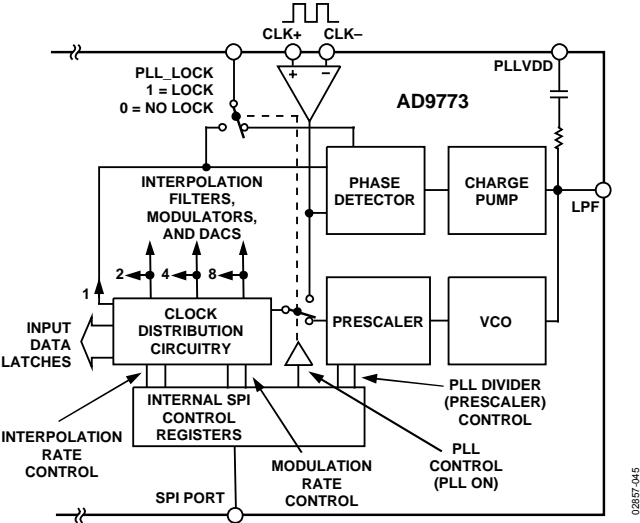 CLK+ CLK–
PLLVDD
PLL_LOCK
1 = LOCK
0 = NO LOCK
+ –
AD9773
INTERPOLATION
FILTERS,
MODULATORS,
AND DACS
PHASE
DETECTOR
CHARGE
PUMP
LPF
2 4 8
1
CLOCK
DISTRIBUTION
CIRCUITRY
PRESCALER
VCO
INPUT
DATA
LATCHES
INTERNAL SPI
CONTROL
REGISTERS
PLL DIVIDER
(PRESCALER)
CONTROL
INTERPOLATION
RATE
CONTROL
MODULATION
RATE
CONTROL
PLL
CONTROL
(PLL ON)
SPI PORT
02857-045